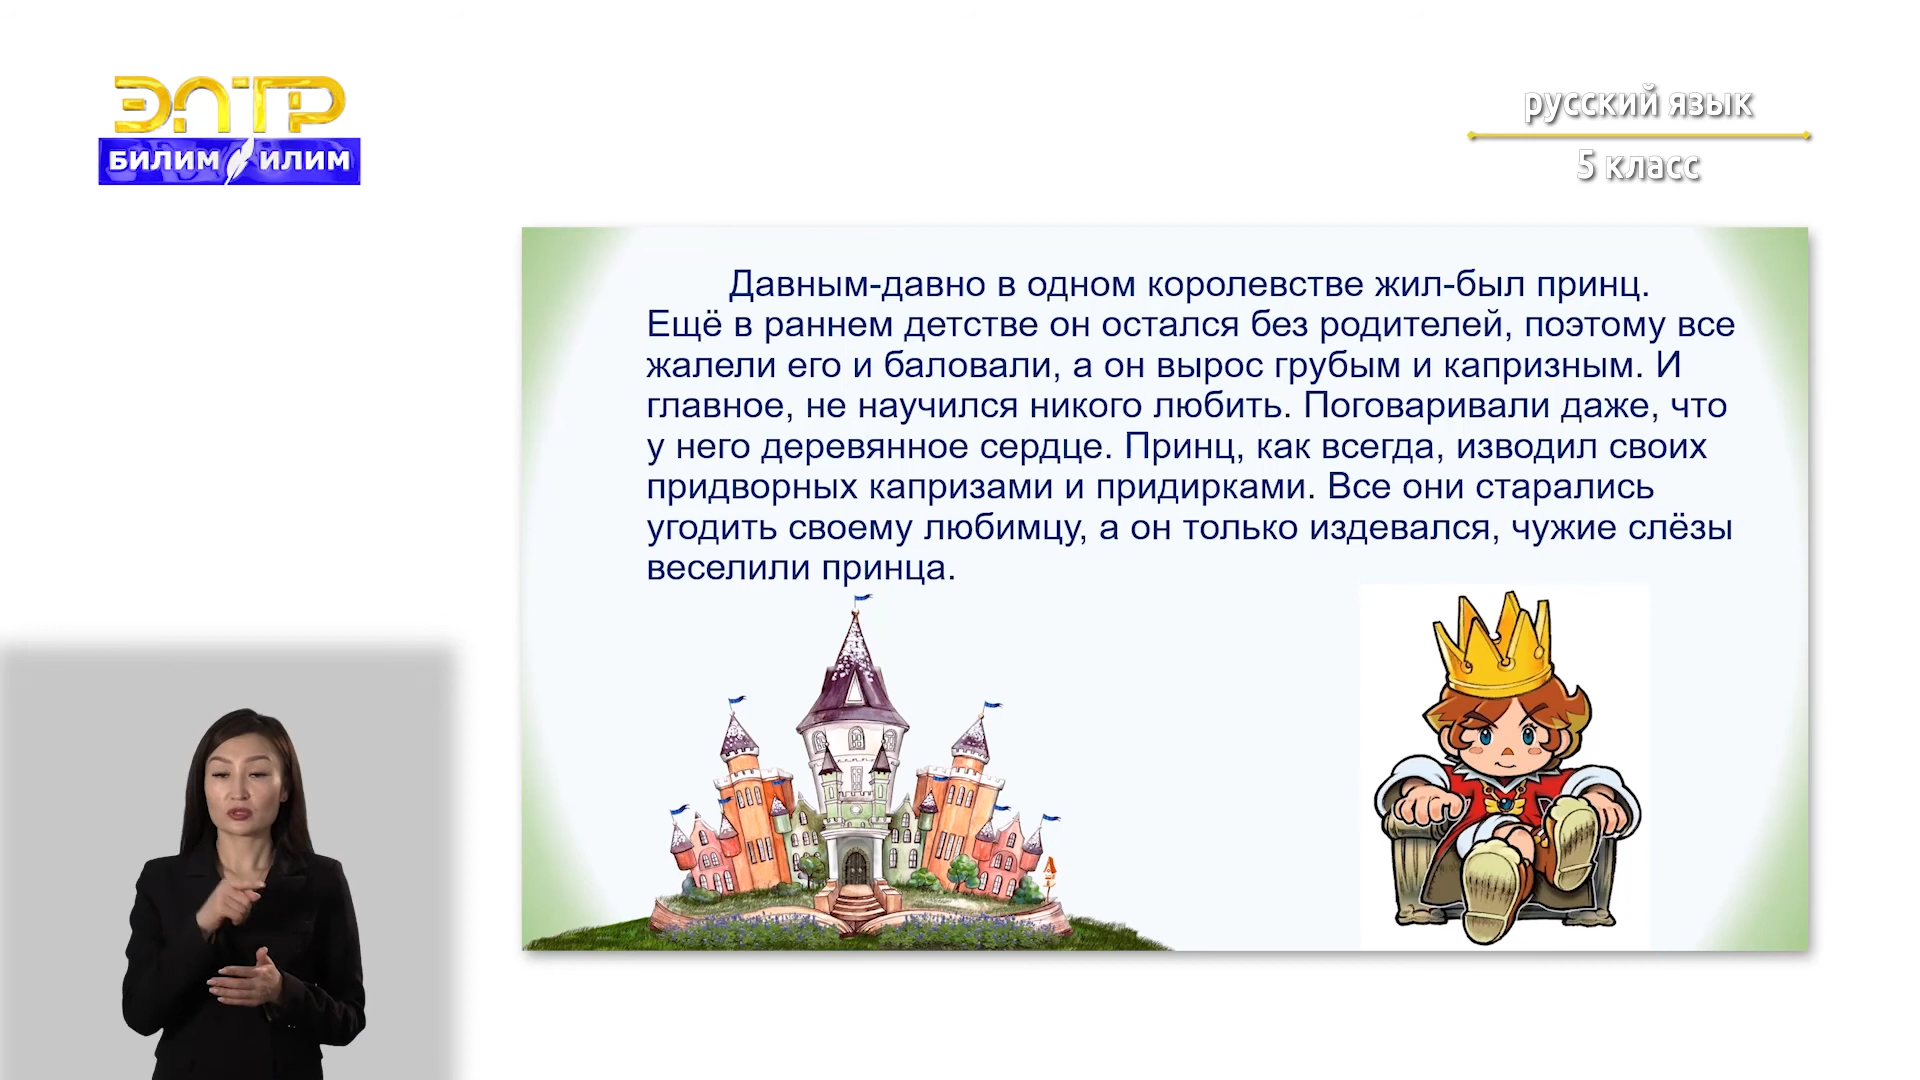 ЭЛТР
БИЛИМ ИЛИМ
русский язык
5 класс
Давным-давно в одном королевстве жил-был принц.
Ещё в раннем детстве он остался без родителей, поэтому все
жалели его и баловали, а он вырос грубым и капризным. И
главное, не научился никого любить. Поговаривали даже, что
у него деревянное сердце. Принц, как всегда, изводил своих
придворных капризами и придирками. Все они старались
угодить своему любимцу, а он только издевался, чужие слёзы
веселили принца.